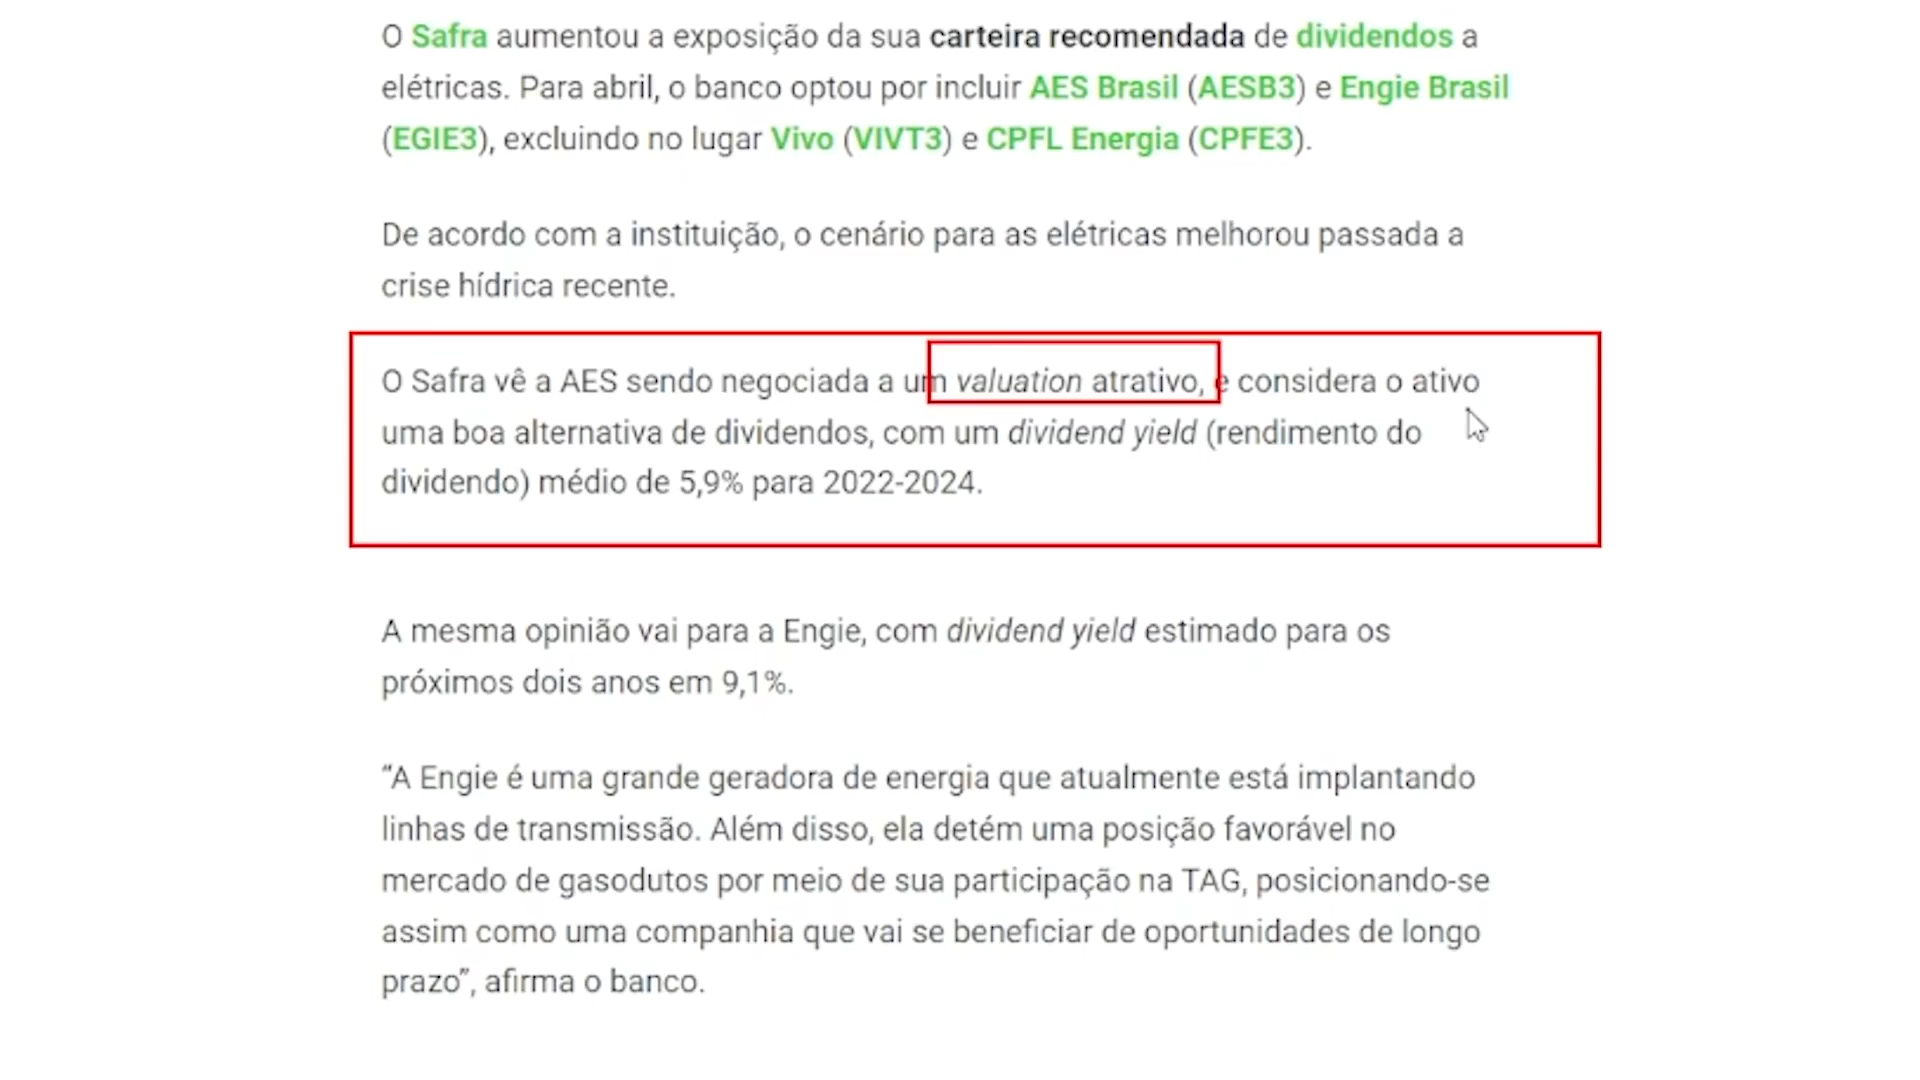 O Safra aumentou a exposição da sua carteira recomendada de dividendos a
elétricas. Para abril, o banco optou por incluir AES Brasil (AESB3) e Engie Brasil
(EGIE3), excluindo no lugar Vivo (VIVT3) e CPFL Energia (CPFE3).
De acordo com a instituição, o cenário para as elétricas melhorou passada a
crise hídrica recente.
O Safra vê a AES sendo negociada a um valuation atrativo, e considera o ativo
uma boa alternativa de dividendos, com um dividend yield (rendimento do
dividendo) médio de 5,9% para 2022-2024.
A mesma opinião vai para a Engie, com dividend yield estimado para os
próximos dois anos em 9,1%.
“A Engie é uma grande geradora de energia que atualmente está implantando
linhas de transmissão. Além disso, ela detém uma posição favorável no
mercado de gasodutos por meio de sua participação na TAG, posicionando-se
assim como uma companhia que vai se beneficiar de oportunidades de longo
prazo”, afirma o banco.